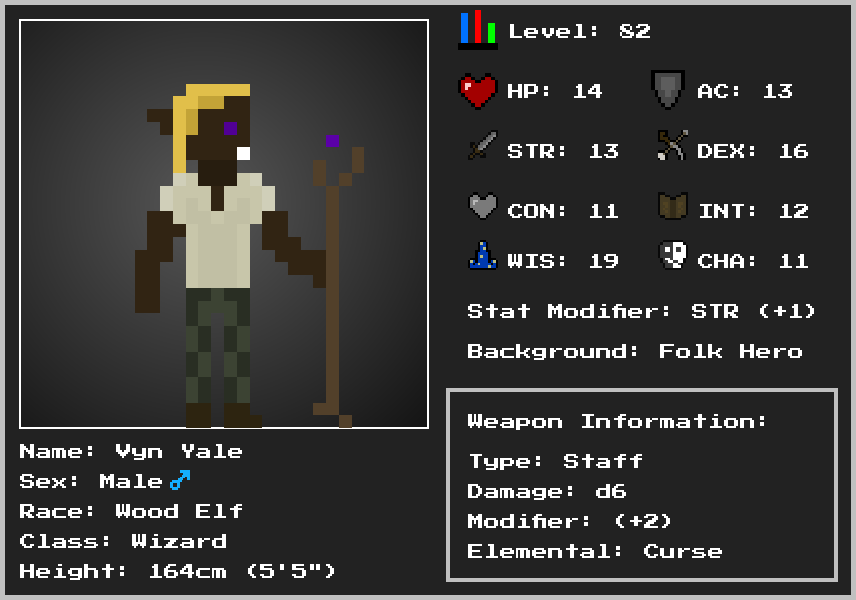 Level: 82
HP: 14
AC: 13
STR: 13
DEX: 16
CON: 11
INT: 12
WIS: 19
CHA: 11
Stat Modifier: STR (+1)
Background: Folk Hero
Weapon Information:
Type: Staff
Damage: d6
Modifier: (+2)
Elemental: Curse
Name: Vyn Yale
Sex: Male♂
Race: Wood Elf
Class: Wizard
Height: 164cm (5'5")